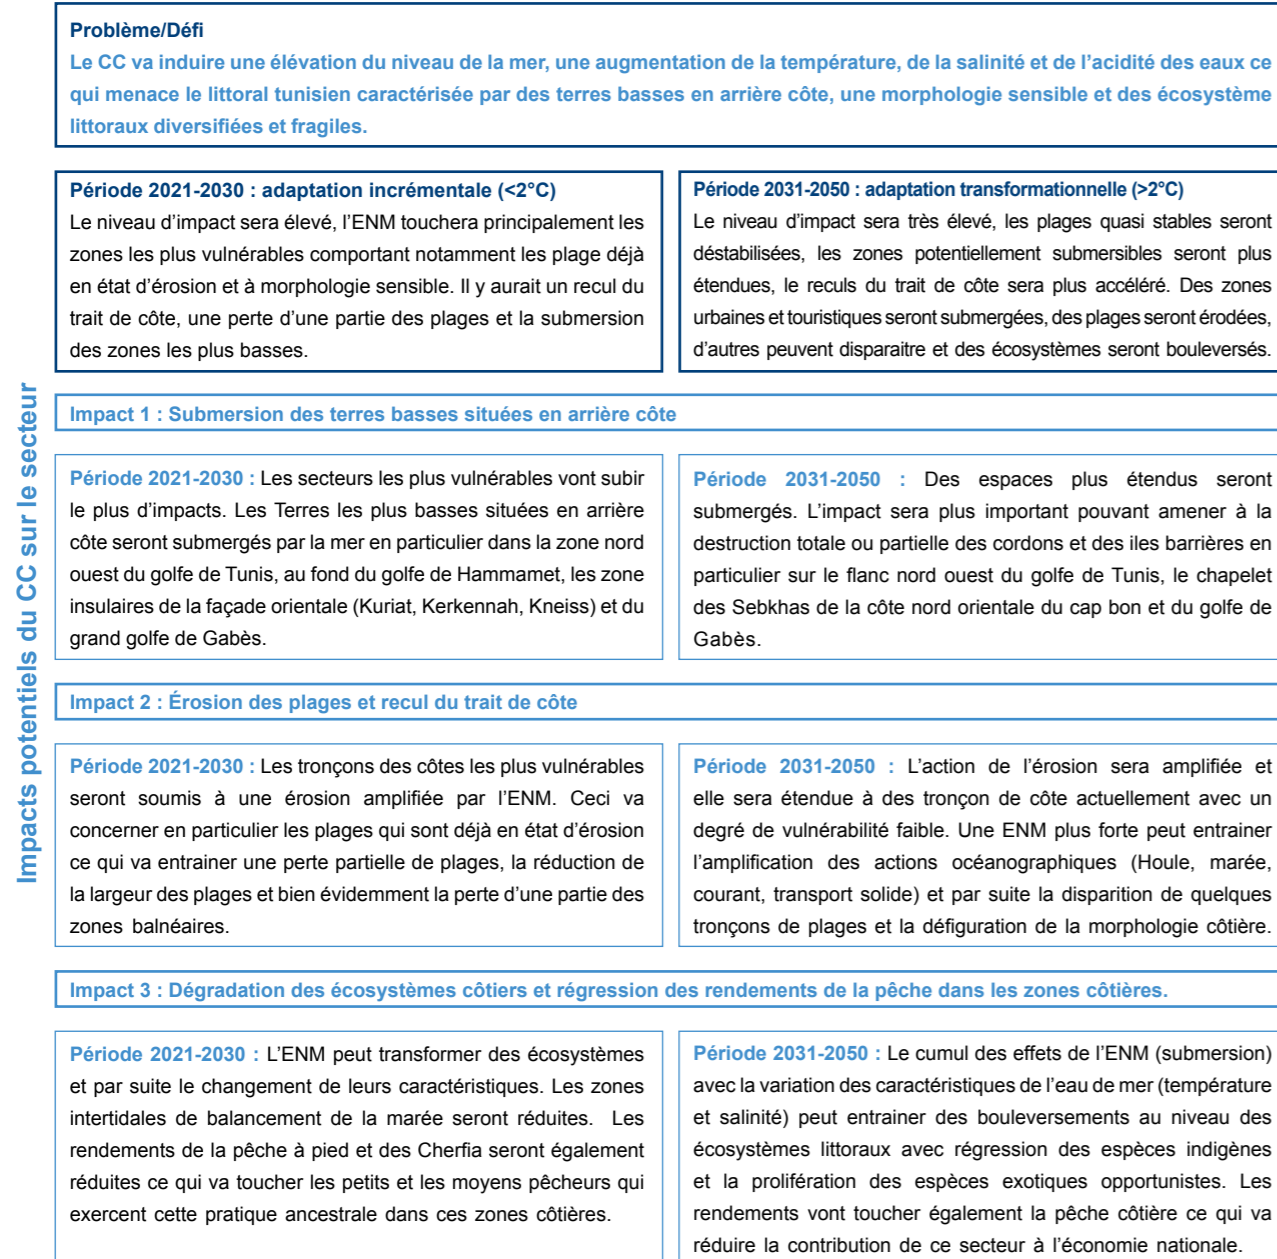 Impacts potentiels du CC sur le secteur
Problème/Défi
Le CC va induire une élévation du niveau de la mer, une augmentation de la température, de la salinité et de l'acidité des eaux ce
qui menace le littoral tunisien caractérisée par des terres basses en arrière côte, une morphologie sensible et des écosystème
littoraux diversifiées et fragiles.
Période 2021-2030 : adaptation incrémentale (<2°C)
Le niveau d'impact sera élevé, l'ENM touchera principalement les
zones les plus vulnérables comportant notamment les plage déjà
en état d'érosion et à morphologie sensible. Il y aurait un recul du
trait de côte, une perte d'une partie des plages et la submersion
des zones les plus basses.
Période 2031-2050 : adaptation transformationnelle (>2°C)
Le niveau d'impact sera très élevé, les plages quasi stables seront
déstabilisées, les zones potentiellement submersibles seront plus
étendues, le reculs du trait de côte sera plus accéléré. Des zones
urbaines et touristiques seront submergées, des plages seront érodées,
d'autres peuvent disparaitre et des écosystèmes seront bouleversés.
Impact 1 : Submersion des terres basses situées en arrière côte
Période 2021-2030 : Les secteurs les plus vulnérables vont subir
le plus d'impacts. Les Terres les plus basses situées en arrière
côte seront submergés par la mer en particulier dans la zone nord
ouest du golfe de Tunis, au fond du golfe de Hammamet, les zone
insulaires de la façade orientale (Kuriat, Kerkennah, Kneiss) et du
grand golfe de Gabès.
Période 2031-2050 : Des espaces plus étendus seront
submergés. L'impact sera plus important pouvant amener à la
destruction totale ou partielle des cordons et des iles barrières en
particulier sur le flanc nord ouest du golfe de Tunis, le chapelet
des Sebkhas de la côte nord orientale du cap bon et du golfe de
Gabès.
Impact 2 : Érosion des plages et recul du trait de côte
Période 2021-2030 : Les tronçons des côtes les plus vulnérables
seront soumis à une érosion amplifiée par l'ENM. Ceci va
concerner en particulier les plages qui sont déjà en état d'érosion
ce qui va entrainer une perte partielle de plages, la réduction de
la largeur des plages et bien évidemment la perte d'une partie des
zones balnéaires.
Période 2031-2050 : L'action de l'érosion sera amplifiée et
elle sera étendue à des tronçon de côte actuellement avec un
degré de vulnérabilité faible. Une ENM plus forte peut entrainer
l'amplification des actions océanographiques (Houle, marée,
courant, transport solide) et par suite la disparition de quelques
tronçons de plages et la défiguration de la morphologie côtière.
Impact 3 : Dégradation des écosystèmes côtiers et régression des rendements de la pêche dans les zones côtières.
Période 2021-2030 : L'ENM peut transformer des écosystèmes
et par suite le changement de leurs caractéristiques. Les zones
intertidales de balancement de la marée seront réduites. Les
rendements de la pêche à pied et des Cherfia seront également
réduites ce qui va toucher les petits et les moyens pêcheurs qui
exercent cette pratique ancestrale dans ces zones côtières.
Période 2031-2050 : Le cumul des effets de l'ENM (submersion)
avec la variation des caractéristiques de l'eau de mer (température
et salinité) peut entrainer des bouleversements au niveau des
écosystèmes littoraux avec régression des espèces indigènes
et la prolifération des espèces exotiques opportunistes. Les
rendements vont toucher également la pêche côtière ce qui va
réduire la contribution de ce secteur à l'économie nationale.